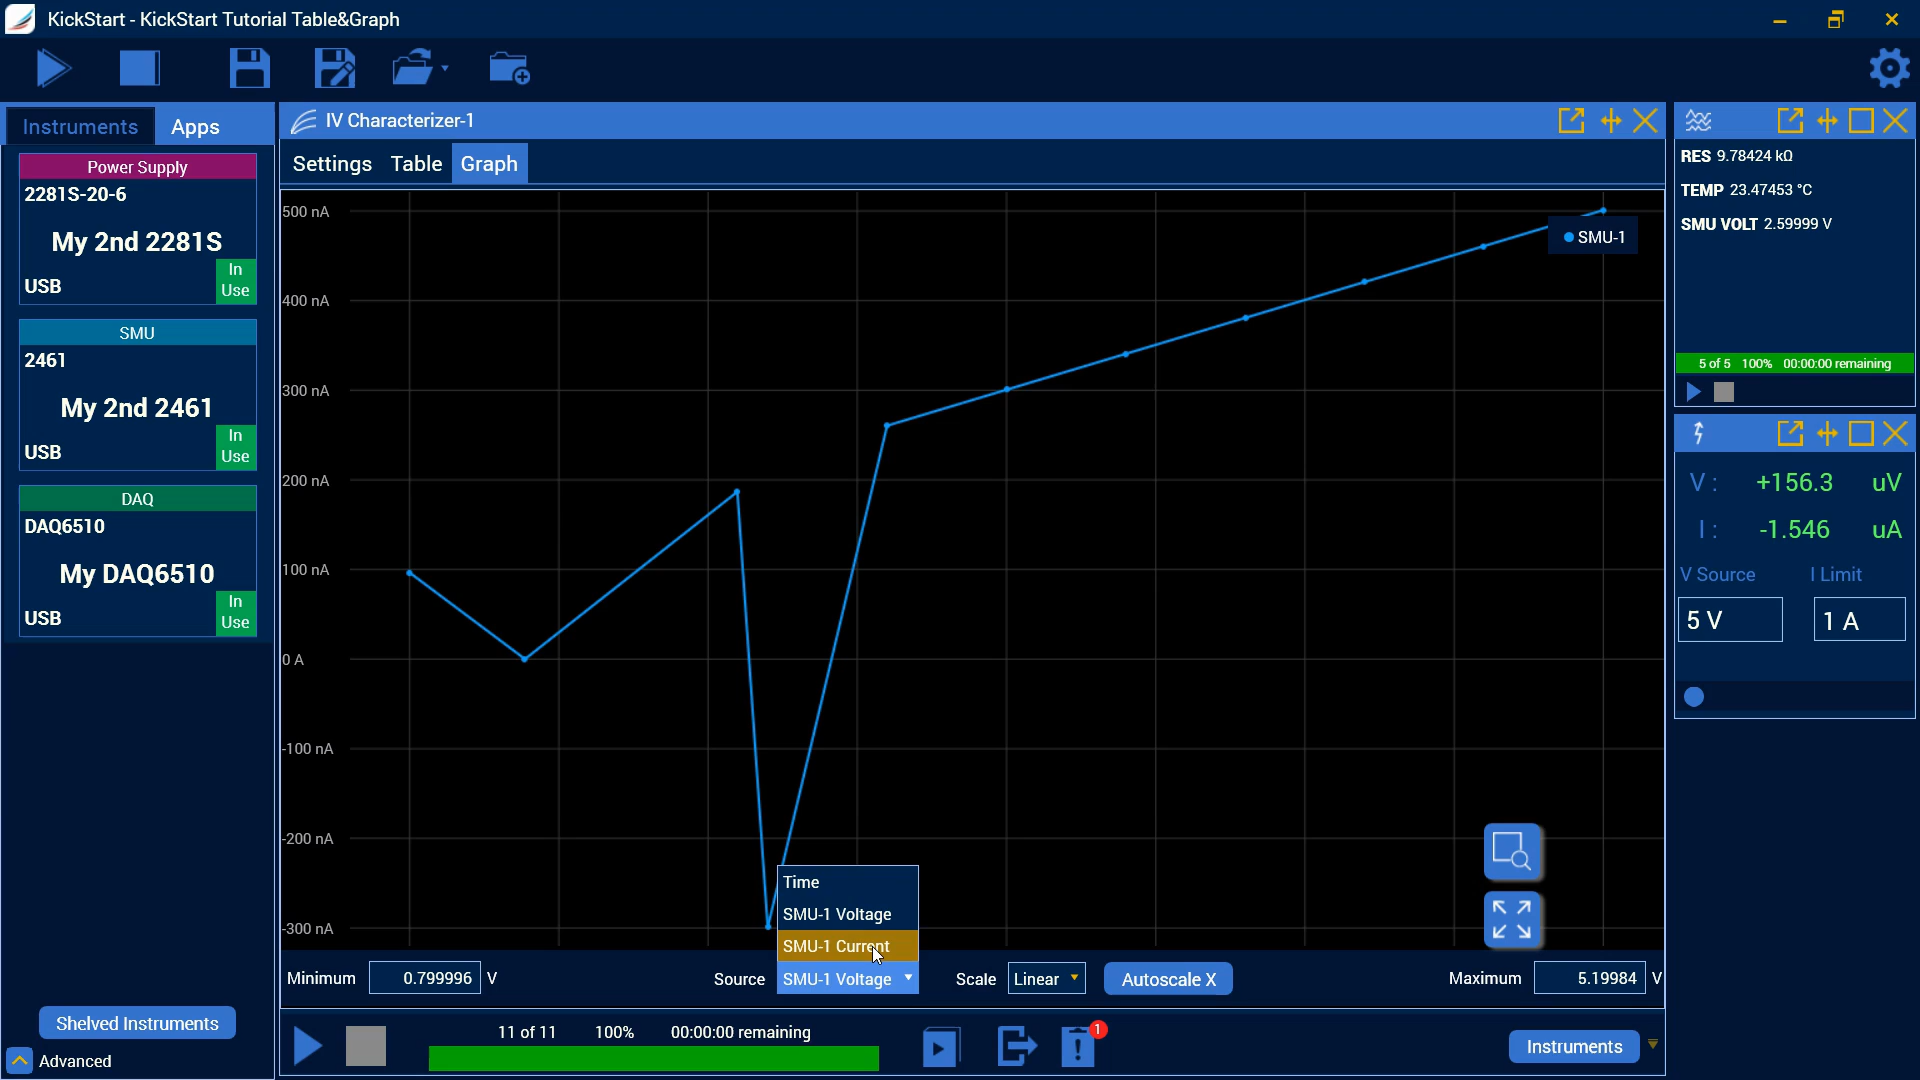 KickStart - KickStart Tutorial Table&Graph
Instruments
Apps
Power Supply
2281S-20-6
My 2nd 2281S
USB
In
Use
SMU
2461
My 2nd 2461
USB
In
Use
DAQ
DAQ6510
My DAQ6510
USB
In
Use
Shelved Instruments
Advanced
IV Characterizer-1
Settings Table Graph
500 nA
400 nA
300 nA
200 nA
100 nA
0 A
-100 nA
-200 nA
-300 nA
SMU-1
Time
SMU-1 Voltage
SMU-1 Current
Minimum 0.799996 V
Source SMU-1 Voltage
Scale Linear
Autoscale X
Maximum 5.19984 V
11 of 11 100% 00:00:00 remaining
1
Instruments
RES 9.78424 kΩ
TEMP 23.47453 °C
SMU VOLT 2.59999 V
5 of 5 100% 00:00:00 remaining
V : +156.3 uV
I : -1.546 uA
V Source I Limit
5 V 1 A